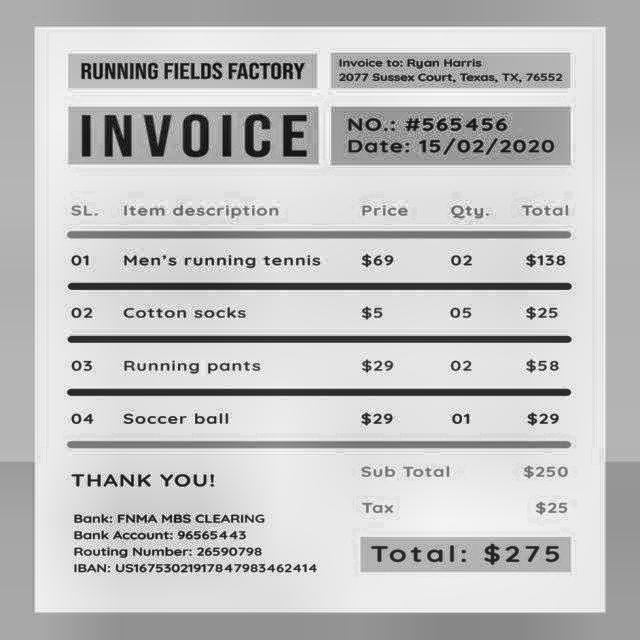 RUNNING FIELDS FACTORY
Invoice to: Ryan Harris
2077 Sussex Court, Texas, TX, 76552
INVOICE
NO.: #565456
Date: 15/02/2020
SL. Item description Price Qty. Total
01 Men's running tennis $69 02 $138
02 Cotton socks $5 05 $25
03 Running pants $29 02 $58
04 Soccer ball $29 01 $29
THANK YOU!
Sub Total $250
Tax $25
Total: $275
Bank: FNMA MBS CLEARING
Bank Account: 96565443
Routing Number: 26590798
IBAN: US16753021917847983462414